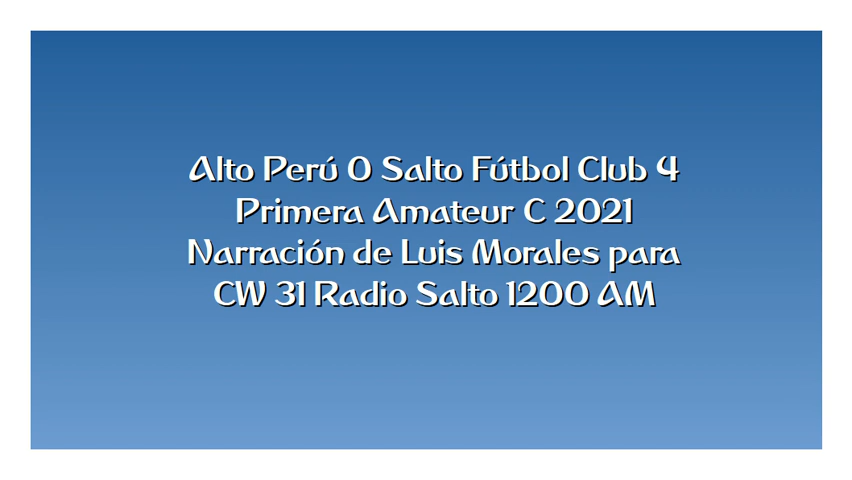 Alto Perú 0 Salto Fútbol Club 4
Primera Amateur C 2021
Narración de Luis Morales para
CW 31 Radio Salto 1200 AM